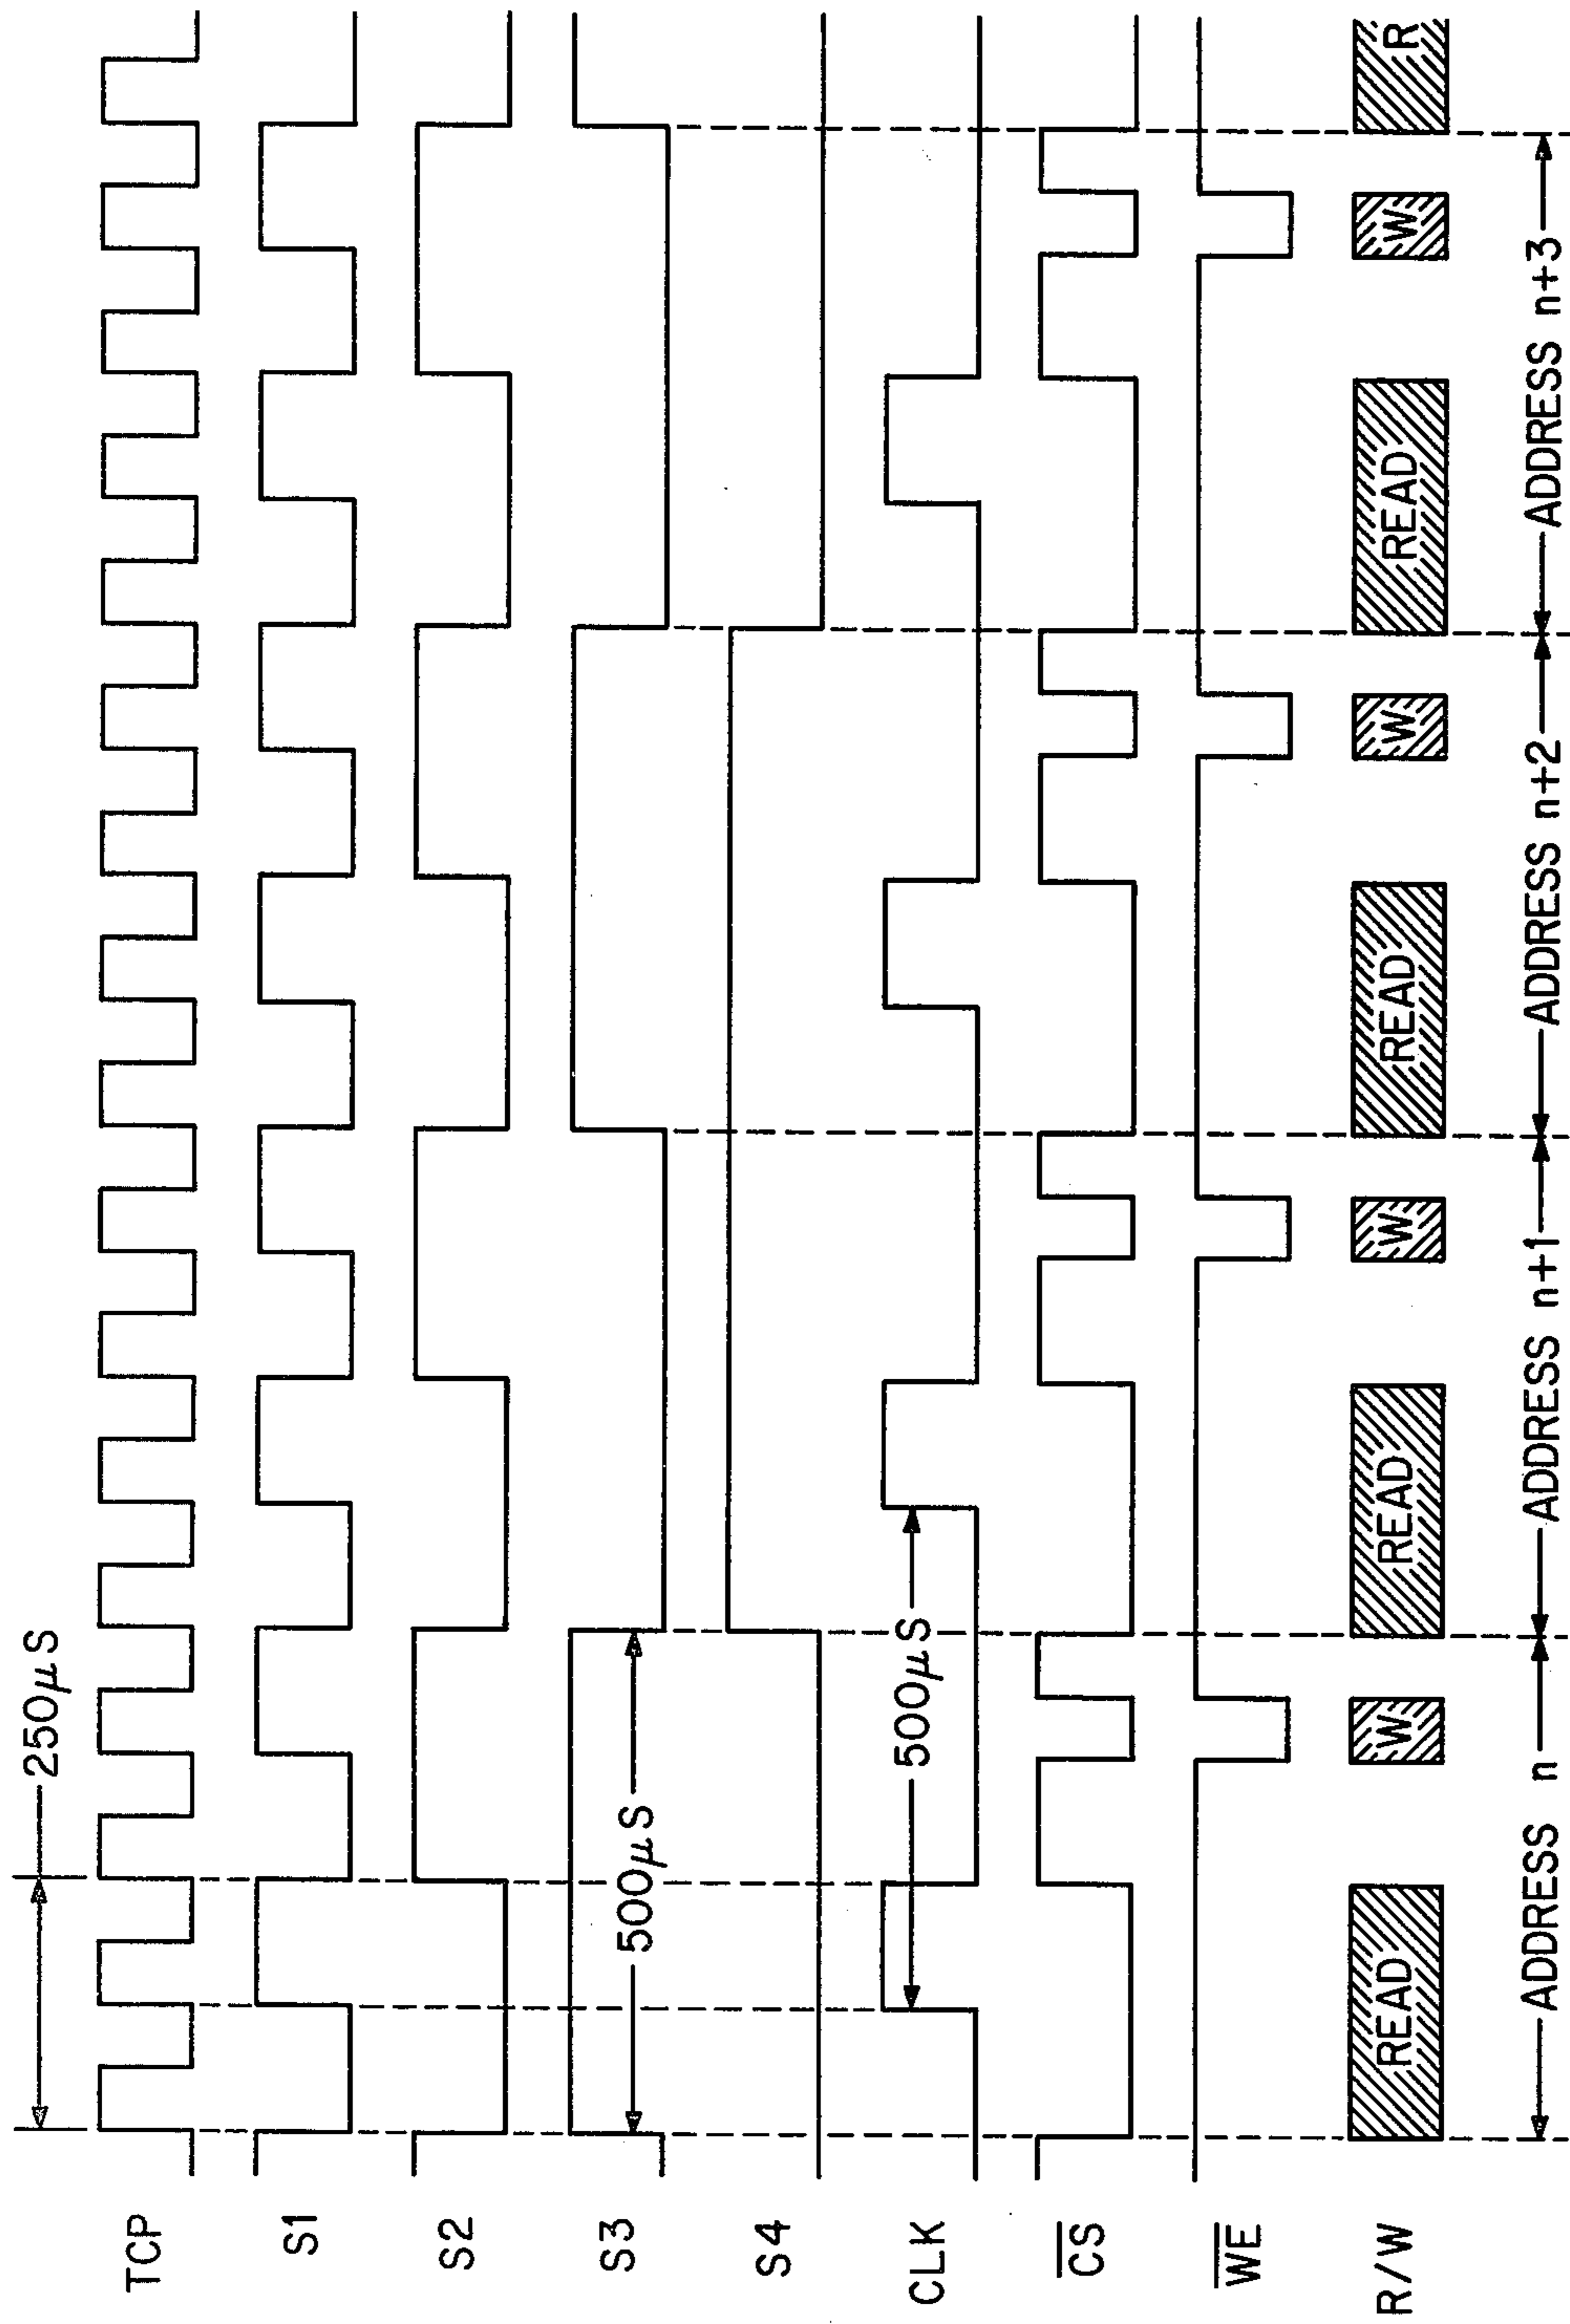 250μS
TCP
S1
S2
S3
500μS
S4
CLK
500μS
CS
WE
R/W
READ
W
READ
W
READ
W
READ
W
R
ADDRESS n
ADDRESS n+1
ADDRESS n+2
ADDRESS n+3